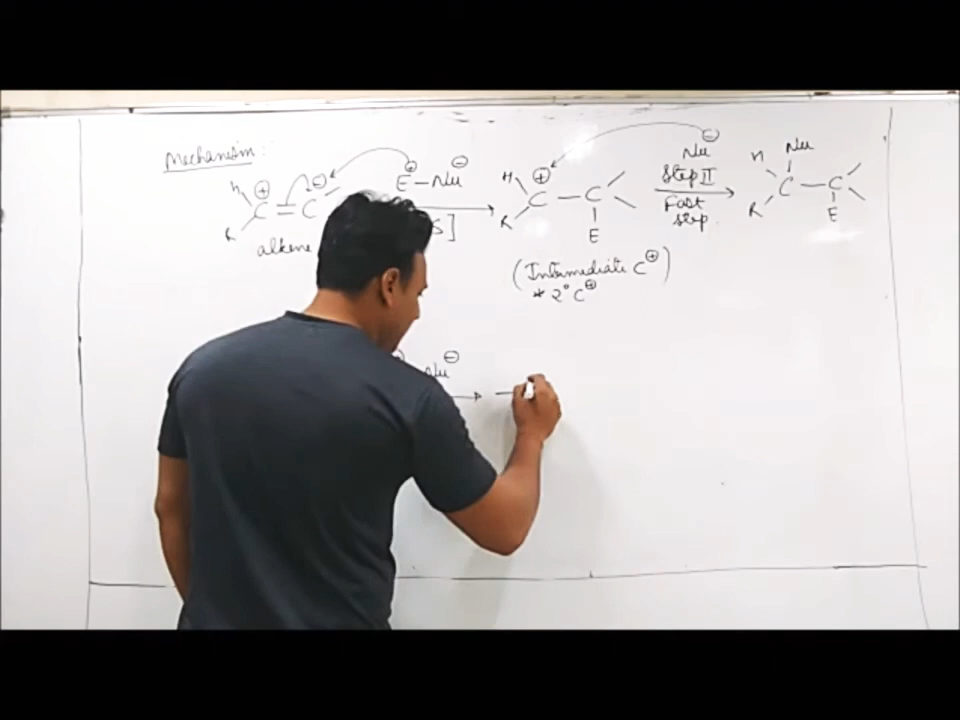 Mechanism :
H ⊕ ⊖ E⊕ — Nu⊖
C = C
R
alkene
S ]
H ⊕
C — C
R E
(Intermediate C⊕)
* 2° C⊕
Nu⊖
Step II
Fast
step.
H Nu
C — C
R E
Nu⊖